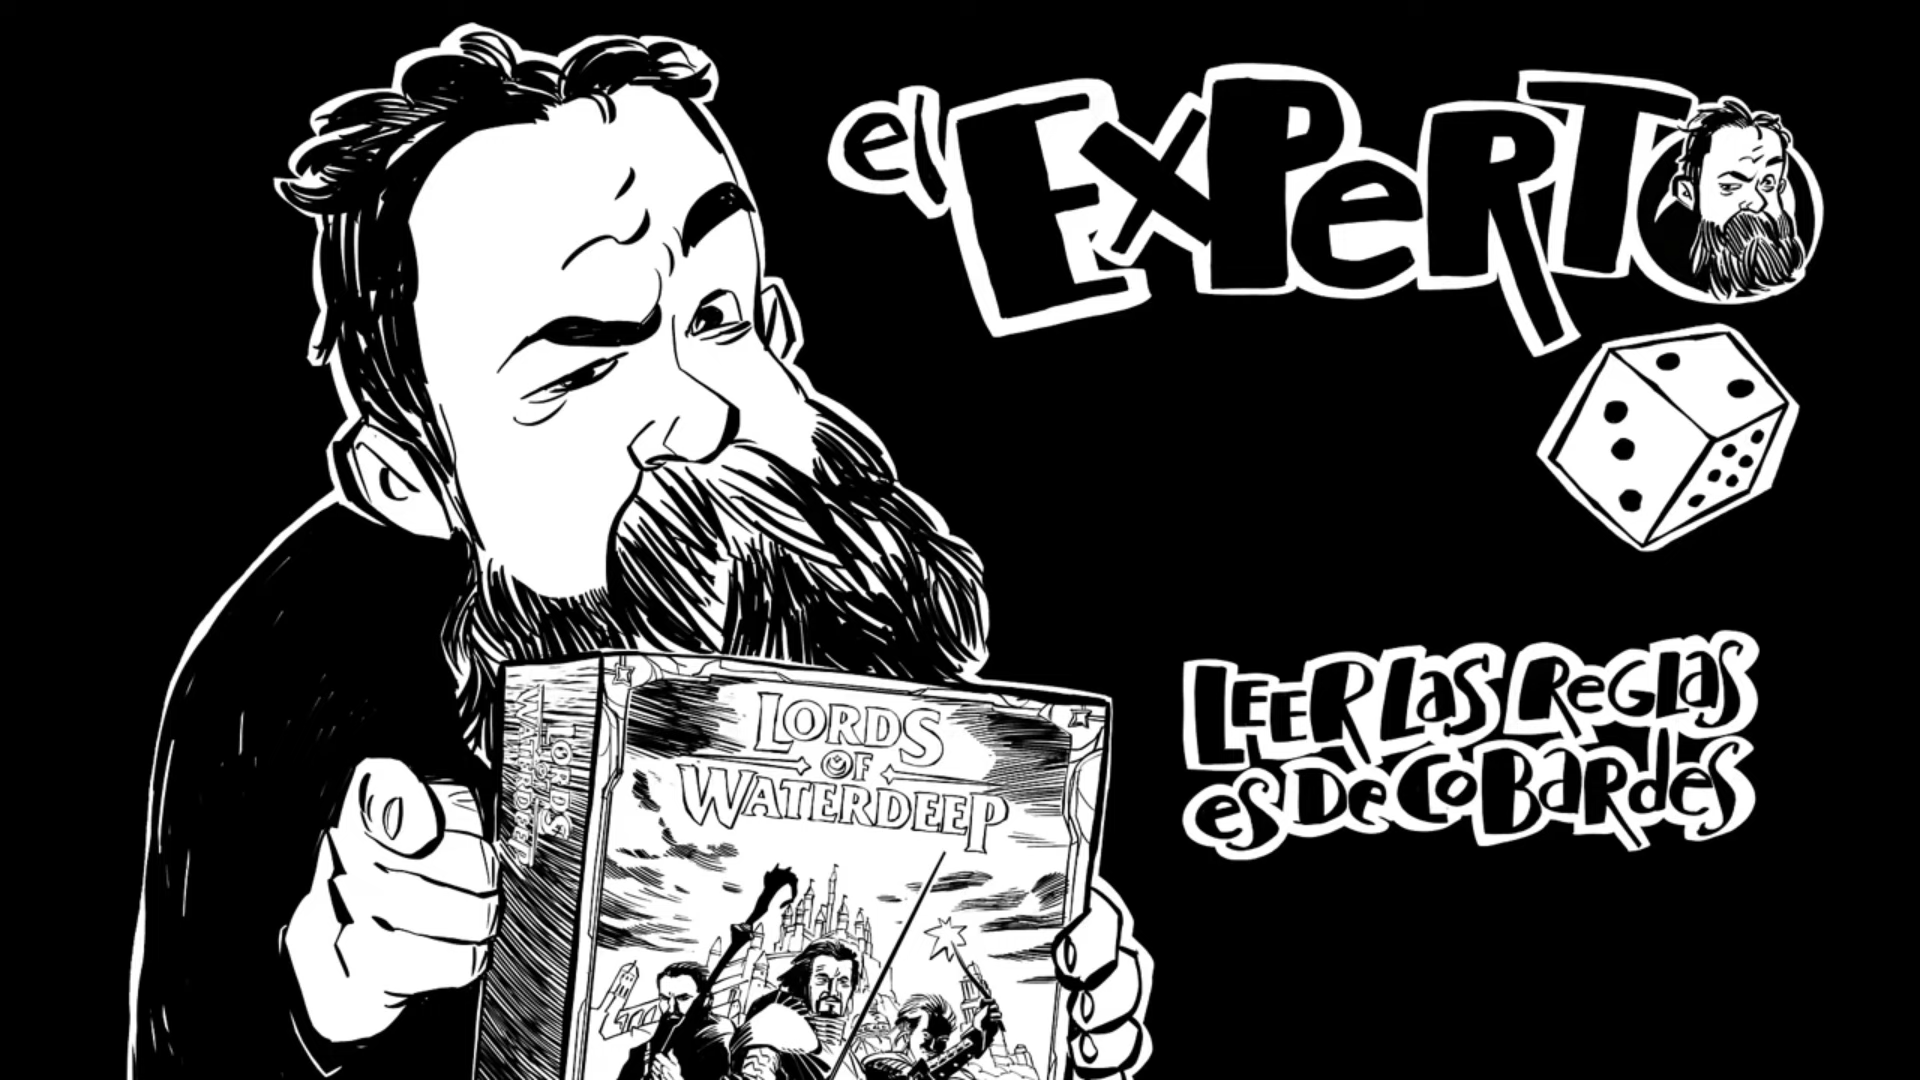 el EXPERTO
LEER LAS REGLAS
ES DE COBARDES
LORDS
OF
WATERDEEP
LORDS
OF
WATERDEEP